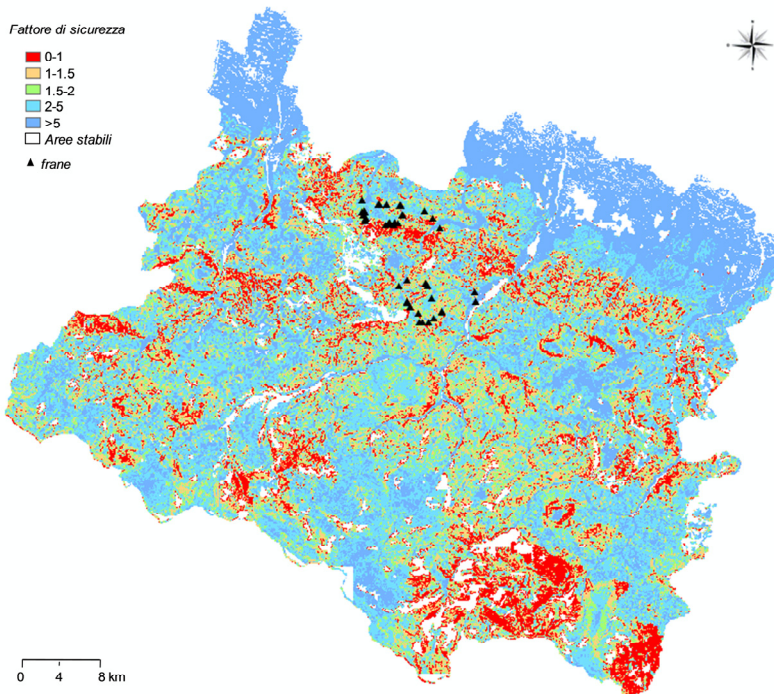 Fattore di sicurezza
0-1
1-1.5
1.5-2
2-5
>5
Aree stabili
frane
0 4 8 km